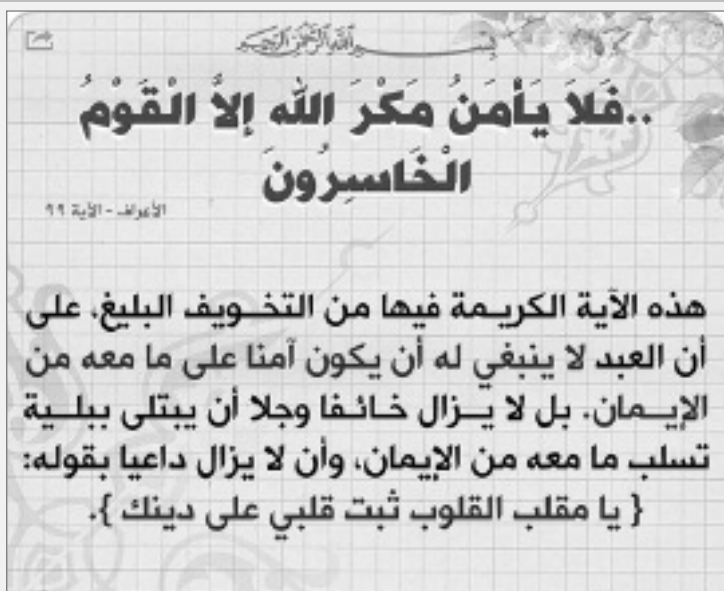 بسم الله الرحمن الرحيم
..فَلاَ يَأْمَنُ مَكْرَ اللّه إِلاَّ الْقَوْمُ
الْخَاسِرُونَ
الأعراف - الآية ٩٩
هذه الآية الكريمة فيها من التخويف البليغ، على
أن العبد لا ينبغي له أن يكون آمنا على ما معه من
الإيمان. بل لا يزال خائفا وجلا أن يبتلى ببلية
تسلب ما معه من الإيمان، وأن لا يزال داعيا بقوله:
{ يا مقلب القلوب ثبت قلبي على دينك }.